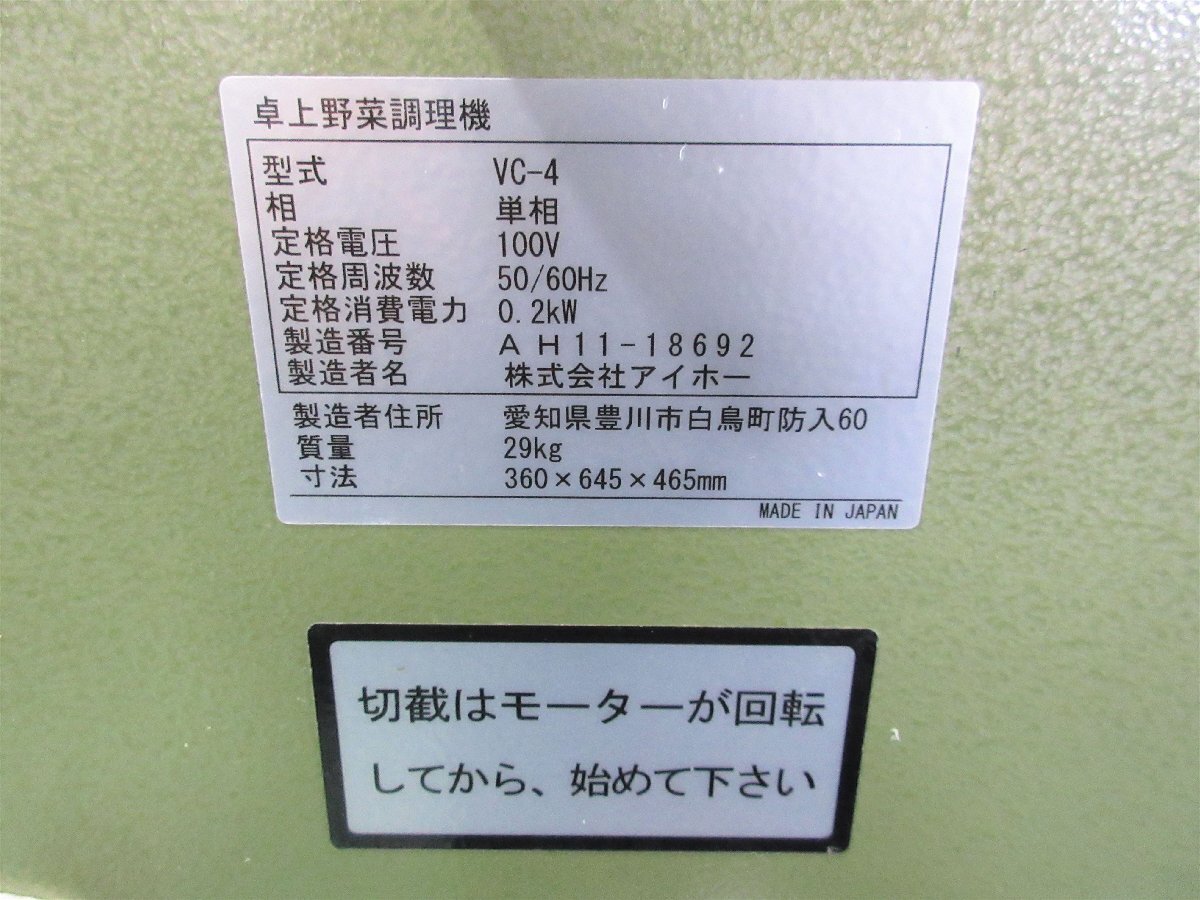 卓上野菜調理機
型式 VC-4
相 単相
定格電圧 100V
定格周波数 50/60Hz
定格消費電力 0.2kW
製造番号 AH11-18692
製造者名 株式会社アイホー
製造者住所 愛知県豊川市白鳥町防入60
質量 29kg
寸法 360×645×465mm
MADE IN JAPAN
切截はモーターが回転
してから、始めて下さい